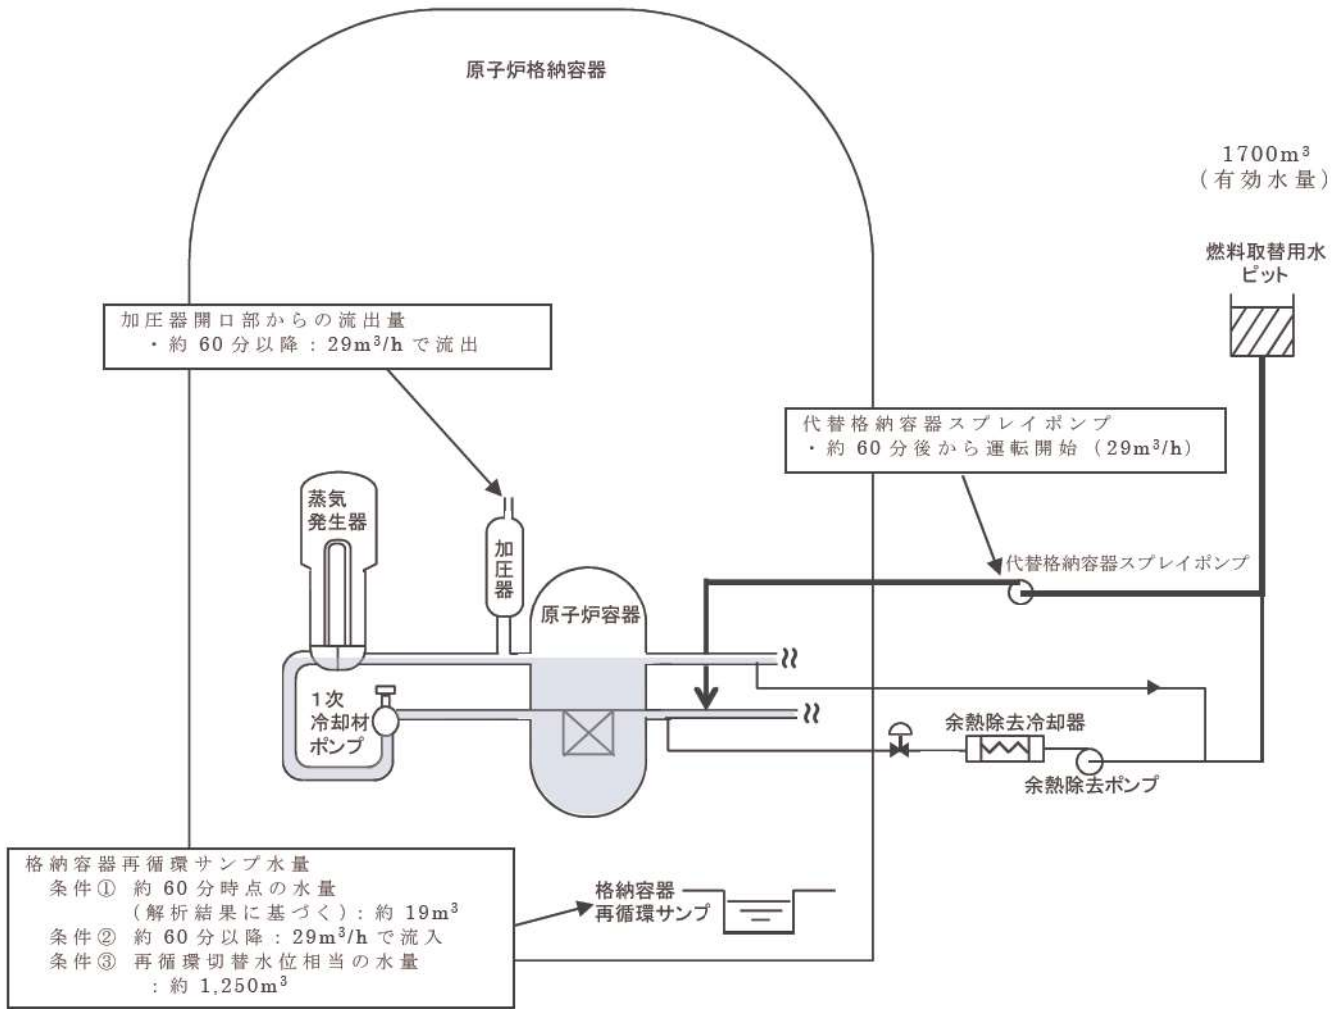 原子炉格納容器
1700m³
(有効水量)
燃料取替用水
ピット
加圧器開口部からの流出量
・約 60 分以降：29m³/h で流出
代替格納容器スプレイポンプ
・約 60 分後から運転開始（29m³/h）
蒸気
発生器
加圧器
代替格納容器スプレイポンプ
原子炉容器
1次
冷却材
ポンプ
余熱除去冷却器
余熱除去ポンプ
格納容器再循環サンプ水量
条件① 約 60 分時点の水量
（解析結果に基づく）：約 19m³
条件② 約 60 分以降：29m³/h で流入
条件③ 再循環切替水位相当の水量
：約 1,250m³
格納容器
再循環サンプ